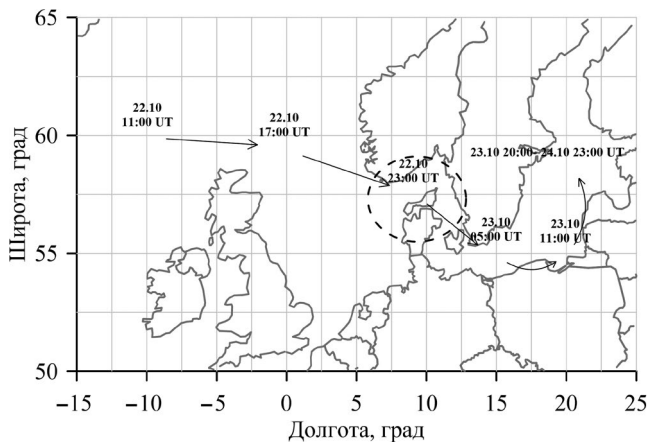 65
60
55
50
Широта, град
22.10
11:00 UT
22.10
17:00 UT
22.10
23:00 UT
23.10 20:00–24.10 23:00 UT
23.10
05:00 UT
23.10
11:00 UT
−15 −10 −5 0 5 10 15 20 25
Долгота, град